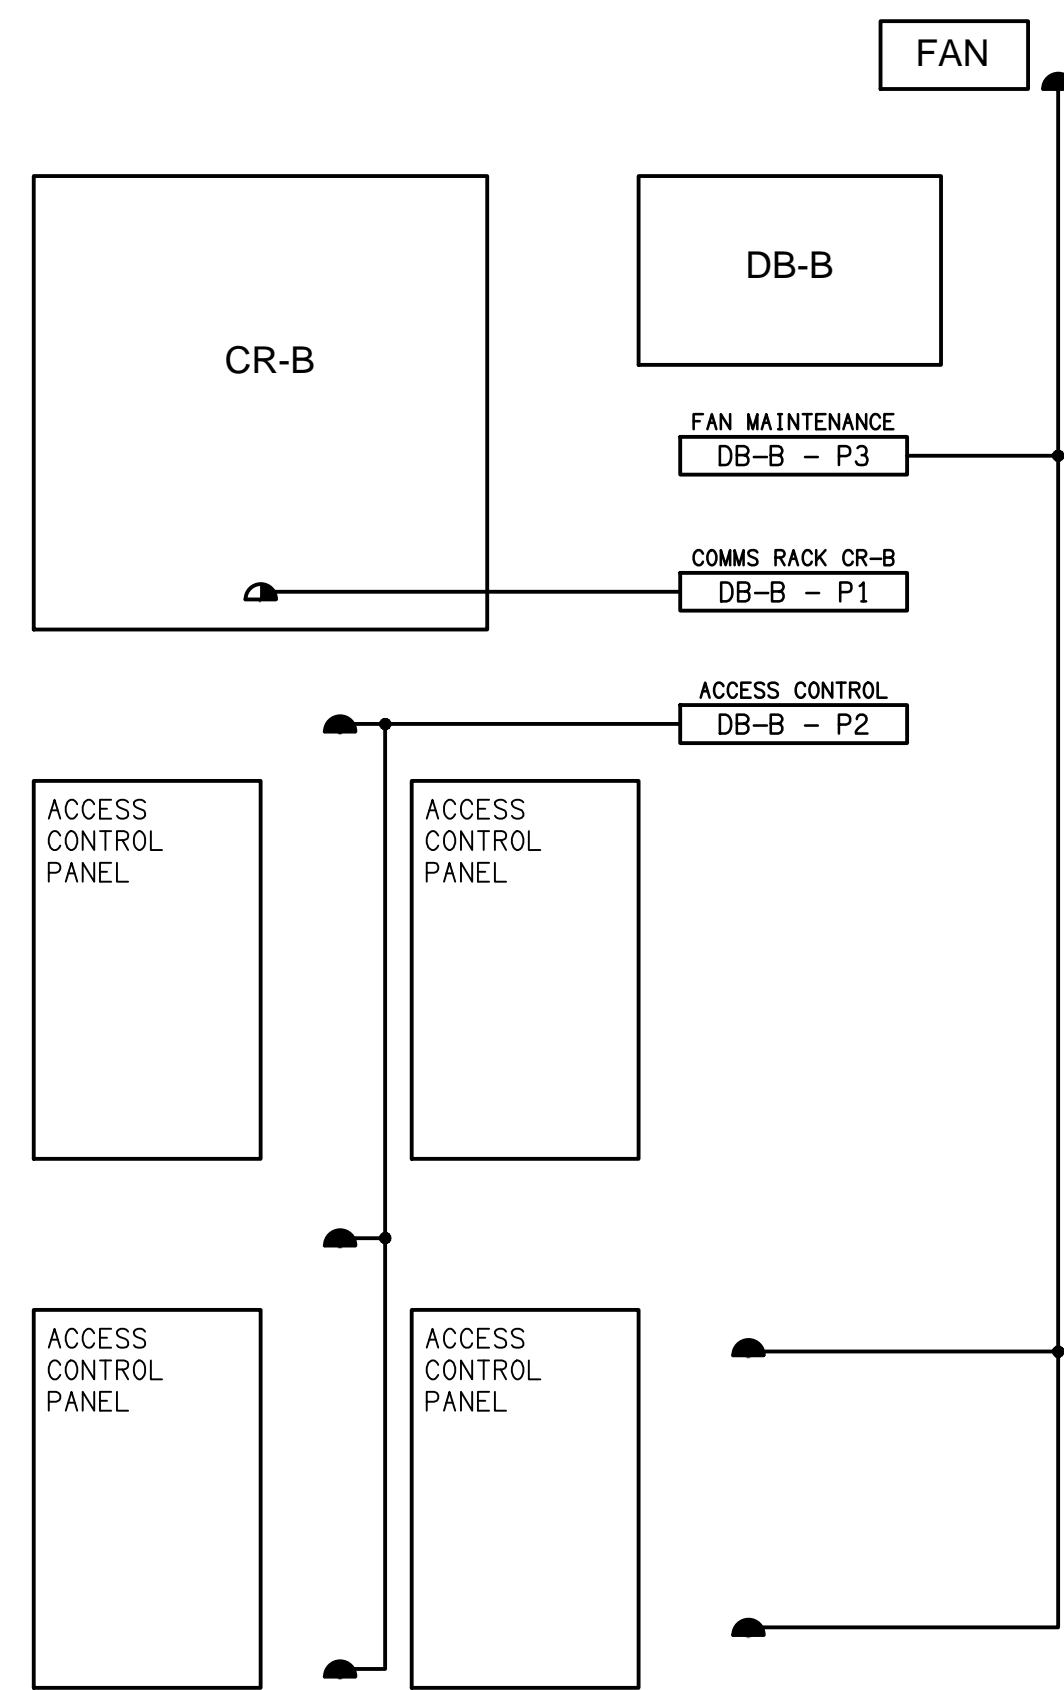 FAN
DB-B
CR-B
FAN MAINTENANCE
DB-B - P3
COMMS RACK CR-B
DB-B - P1
ACCESS CONTROL
DB-B - P2
ACCESS
CONTROL
PANEL
ACCESS
CONTROL
PANEL
ACCESS
CONTROL
PANEL
ACCESS
CONTROL
PANEL